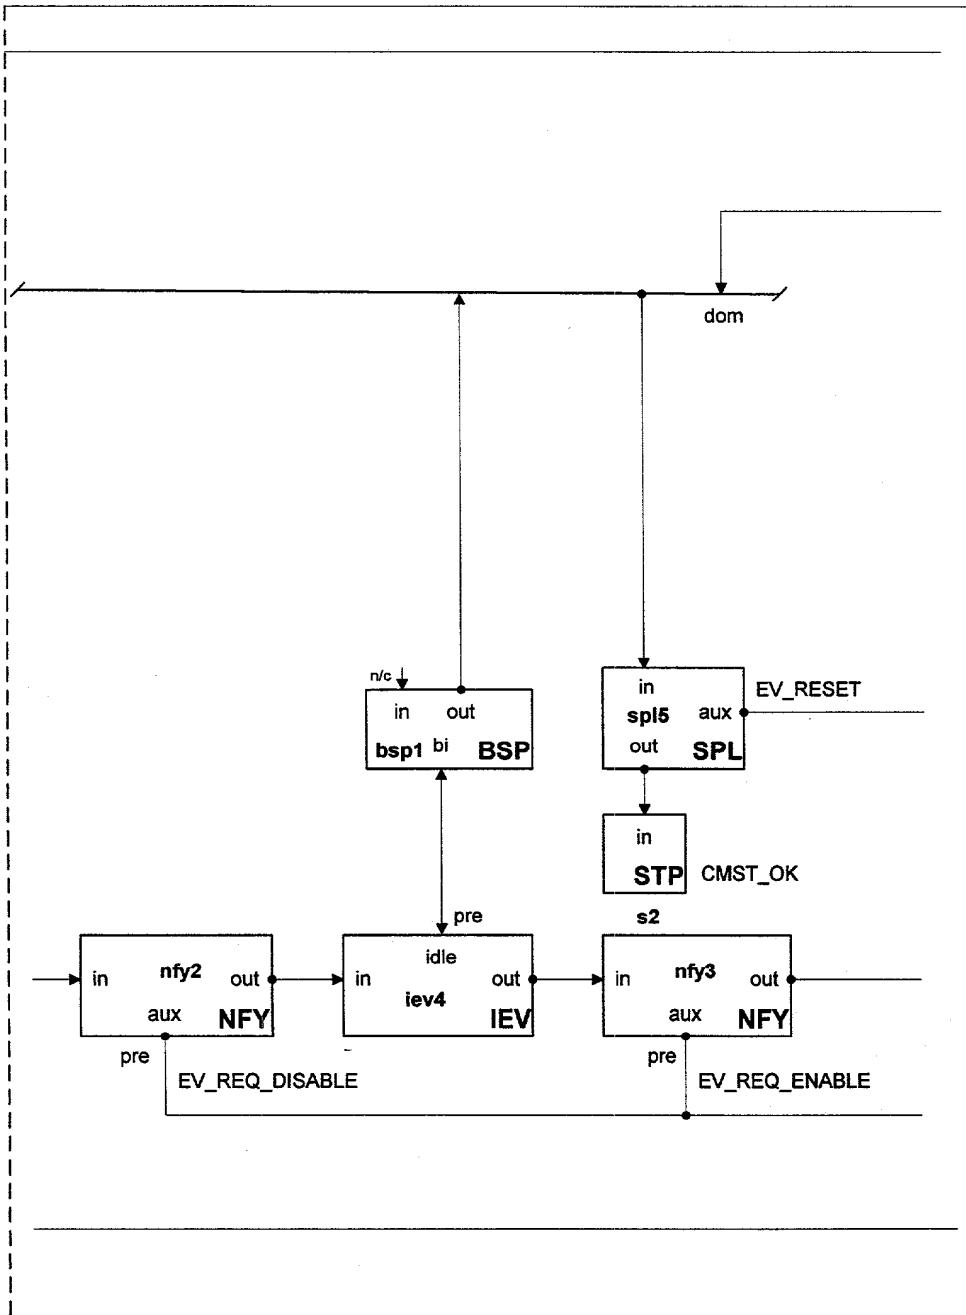 dom
n/c
in out
bsp1 bi BSP
in
spl5 aux
out SPL
EV_RESET
in
STP CMST_OK
s2
pre
in nfy2 out
aux NFY
idle
in out
iev4 IEV
in nfy3 out
aux NFY
pre
EV_REQ_DISABLE
pre
EV_REQ_ENABLE